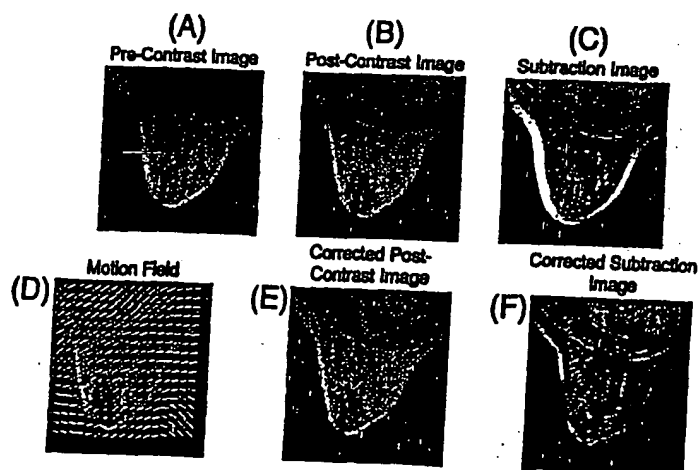 (A)
Pre-Contrast Image
(B)
Post-Contrast Image
(C)
Subtraction Image
(D)
Motion Field
(E)
Corrected Post-
Contrast Image
(F)
Corrected Subtraction
Image